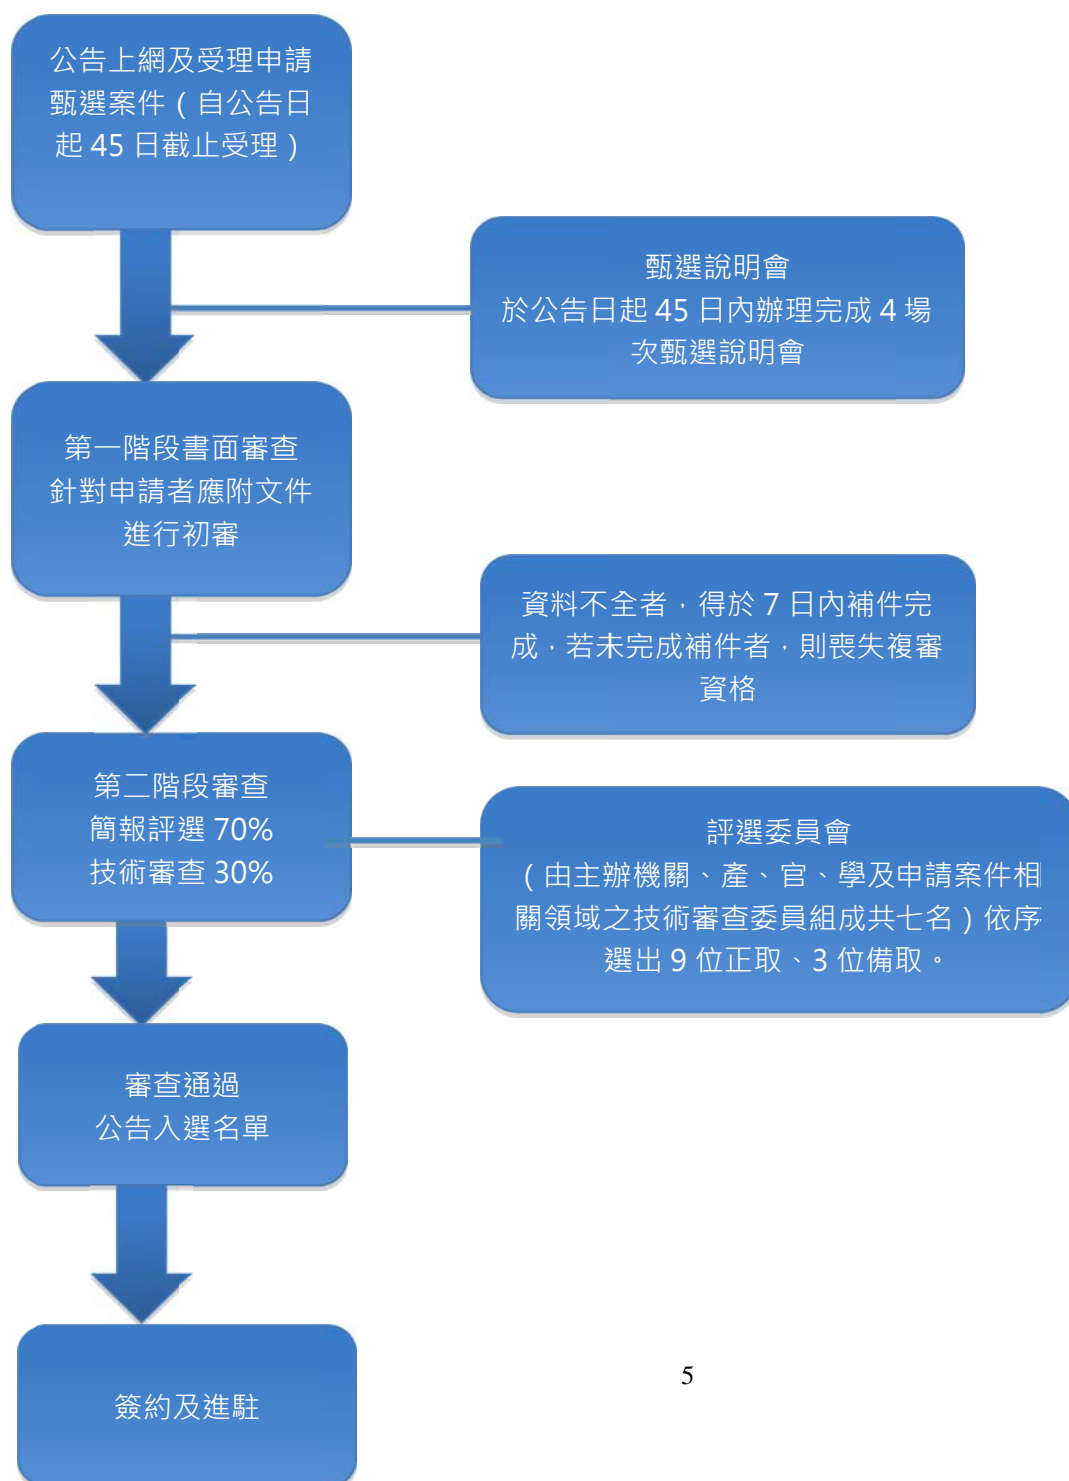 公告上網及受理申請
甄選案件（自公告日
起 45 日截止受理）
甄選說明會
於公告日起 45 日內辦理完成 4 場
次甄選說明會
第一階段書面審查
針對申請者應附文件
進行初審
資料不全者，得於 7 日內補件完
成，若未完成補件者，則喪失複審
資格
第二階段審查
簡報評選 70%
技術審查 30%
評選委員會
（由主辦機關、產、官、學及申請案件相
關領域之技術審查委員組成共七名）依序
選出 9 位正取、3 位備取。
審查通過
公告入選名單
簽約及進駐
5